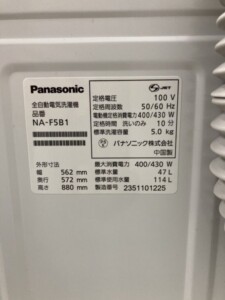 Panasonic
全自動電気洗濯機
品番
NA-F5B1
JET
定格電圧 100 V
定格周波数 50/60 Hz
電動機定格消費電力 400/430 W
定格時間 洗いのみ 10 分
標準洗濯容量 5.0 kg
パナソニック株式会社
中国製
外形寸法
幅 562 mm
奥行 572 mm
高さ 880 mm
最大消費電力 400/430 W
標準水量 47 L
標準使用水量 114 L
製造番号 2351101225